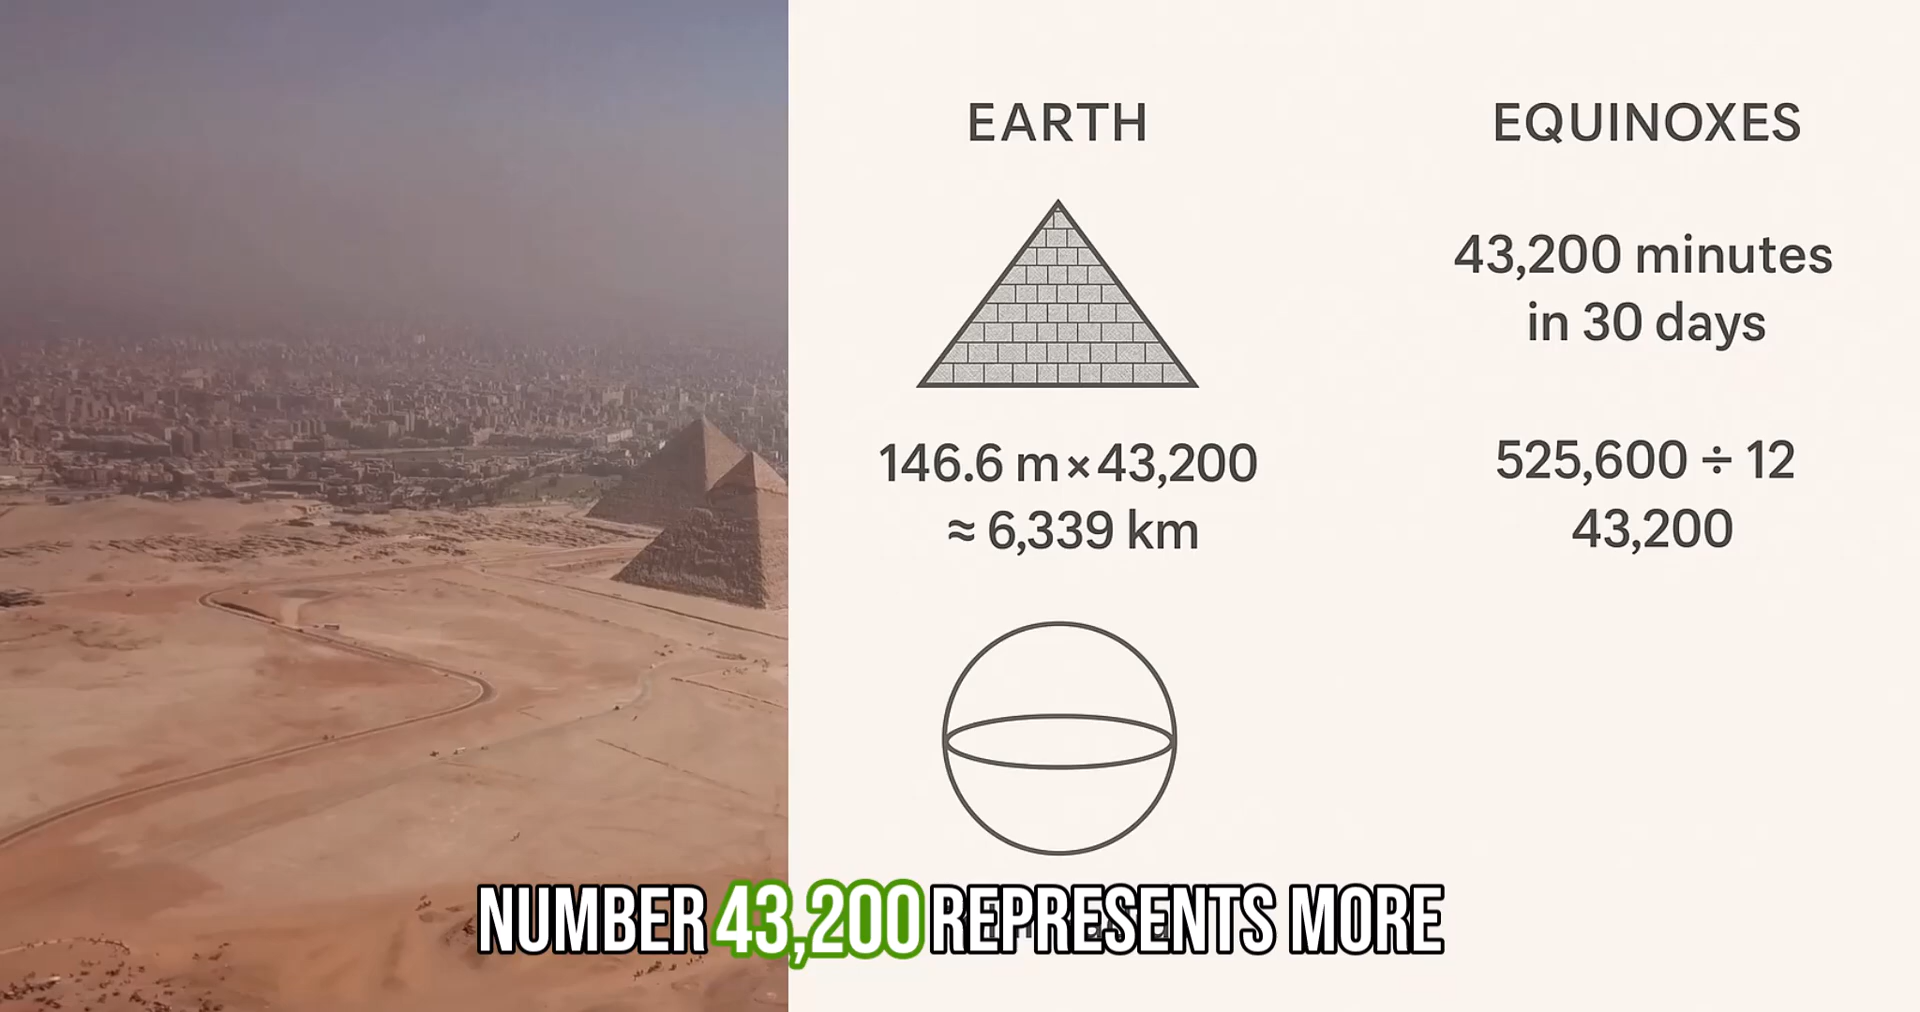 EARTH
146.6 m×43,200
≈ 6,339 km
EQUINOXES
43,200 minutes
in 30 days
525,600 ÷ 12
43,200
NUMBER 43,200 REPRESENTS MORE